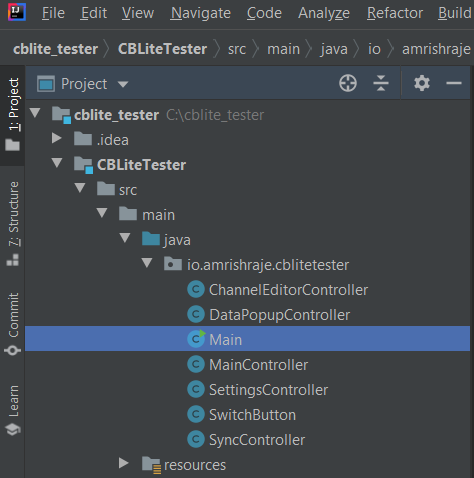 IJ File Edit View Navigate Code Analyze Refactor Build
cblite_tester CBLiteTester src main java io amrishraje
1: Project
Project
cblite_tester C:\cblite_tester
.idea
CBLiteTester
src
main
java
io.amrishraje.cblitetester
C ChannelEditorController
C DataPopupController
C Main
C MainController
C SettingsController
C SwitchButton
C SyncController
resources
7: Structure
Commit
Learn